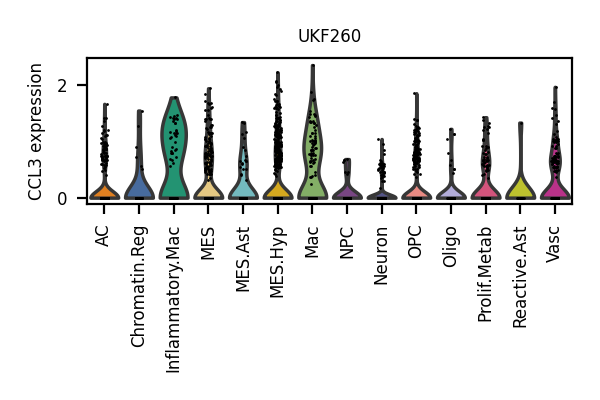 UKF260
CCL3 expression
2
0
AC
Chromatin.Reg
Inflammatory.Mac
MES
MES.Ast
MES.Hyp
Mac
NPC
Neuron
OPC
Oligo
Prolif.Metab
Reactive.Ast
Vasc